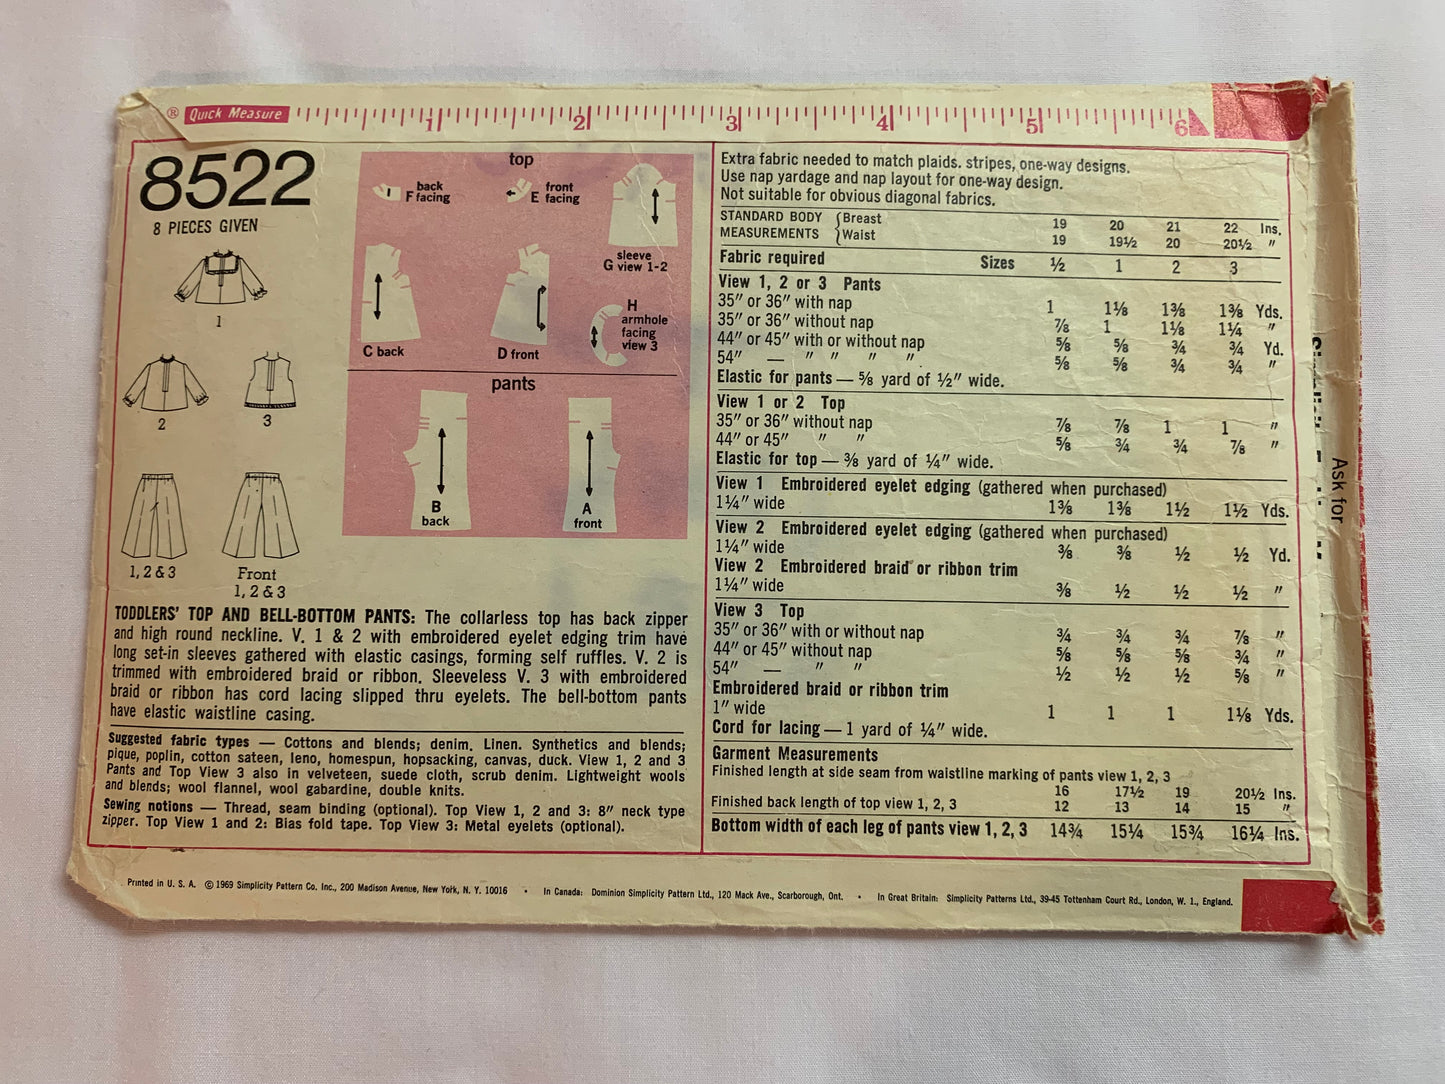 ® Quick Measure
1 2 3 4 5 6
8522
8 PIECES GIVEN
1
2
3
1, 2 & 3
Front
1, 2 & 3
top
I
back
F facing
front
E facing
sleeve
G view 1-2
C back
D front
H
armhole
facing
view 3
pants
B
back
A
front
TODDLERS' TOP AND BELL-BOTTOM PANTS: The collarless top has back zipper
and high round neckline. V. 1 & 2 with embroidered eyelet edging trim have
long set-in sleeves gathered with elastic casings, forming self ruffles. V. 2 is
trimmed with embroidered braid or ribbon. Sleeveless V. 3 with embroidered
braid or ribbon has cord lacing slipped thru eyelets. The bell-bottom pants
have elastic waistline casing.
Suggested fabric types — Cottons and blends; denim. Linen. Synthetics and blends;
pique, poplin, cotton sateen, leno, homespun, hopsacking, canvas, duck. View 1, 2 and 3
Pants and Top View 3 also in velveteen, suede cloth, scrub denim. Lightweight wools
and blends; wool flannel, wool gabardine, double knits.
Sewing notions — Thread, seam binding (optional). Top View 1, 2 and 3: 8" neck type
zipper. Top View 1 and 2: Bias fold tape. Top View 3: Metal eyelets (optional).
Extra fabric needed to match plaids. stripes, one-way designs.
Use nap yardage and nap layout for one-way design.
Not suitable for obvious diagonal fabrics.
STANDARD BODY { Breast 19 20 21 22 Ins.
MEASUREMENTS { Waist 19 19½ 20 20½ "
Fabric required Sizes ½ 1 2 3
View 1, 2 or 3 Pants
35" or 36" with nap 1 1⅛ 1⅜ 1⅜ Yds.
35" or 36" without nap ⅞ 1 1⅛ 1¼ "
44" or 45" with or without nap ⅝ ⅝ ¾ ¾ Yd.
54" — " " " " ⅝ ⅝ ¾ ¾ "
Elastic for pants — ⅝ yard of ½" wide.
View 1 or 2 Top
35" or 36" without nap ⅞ ⅞ 1 1 "
44" or 45" " " ⅝ ¾ ¾ ⅞ "
Elastic for top — ⅜ yard of ¼" wide.
View 1 Embroidered eyelet edging (gathered when purchased)
1¼" wide 1⅜ 1⅜ 1½ 1½ Yds.
View 2 Embroidered eyelet edging (gathered when purchased)
1¼" wide ⅜ ⅜ ½ ½ Yd.
View 2 Embroidered braid or ribbon trim
1¼" wide ⅜ ½ ½ ½ "
View 3 Top
35" or 36" with or without nap ¾ ¾ ¾ ⅞ "
44" or 45" without nap ⅝ ⅝ ⅝ ¾ "
54" — " " ½ ½ ½ ⅝ "
Embroidered braid or ribbon trim
1" wide 1 1 1 1⅛ Yds.
Cord for lacing — 1 yard of ¼" wide.
Garment Measurements
Finished length at side seam from waistline marking of pants view 1, 2, 3
16 17½ 19 20½ Ins.
Finished back length of top view 1, 2, 3 12 13 14 15 "
Bottom width of each leg of pants view 1, 2, 3 14¾ 15¼ 15¾ 16¼ Ins.
Ask for
Printed in U. S. A. © 1969 Simplicity Pattern Co. Inc., 200 Madison Avenue, New York, N. Y. 10016 • In Canada: Dominion Simplicity Pattern Ltd., 120 Mack Ave., Scarborough, Ont. • In Great Britain: Simplicity Patterns Ltd., 39-45 Tottenham Court Rd., London, W. 1., England.